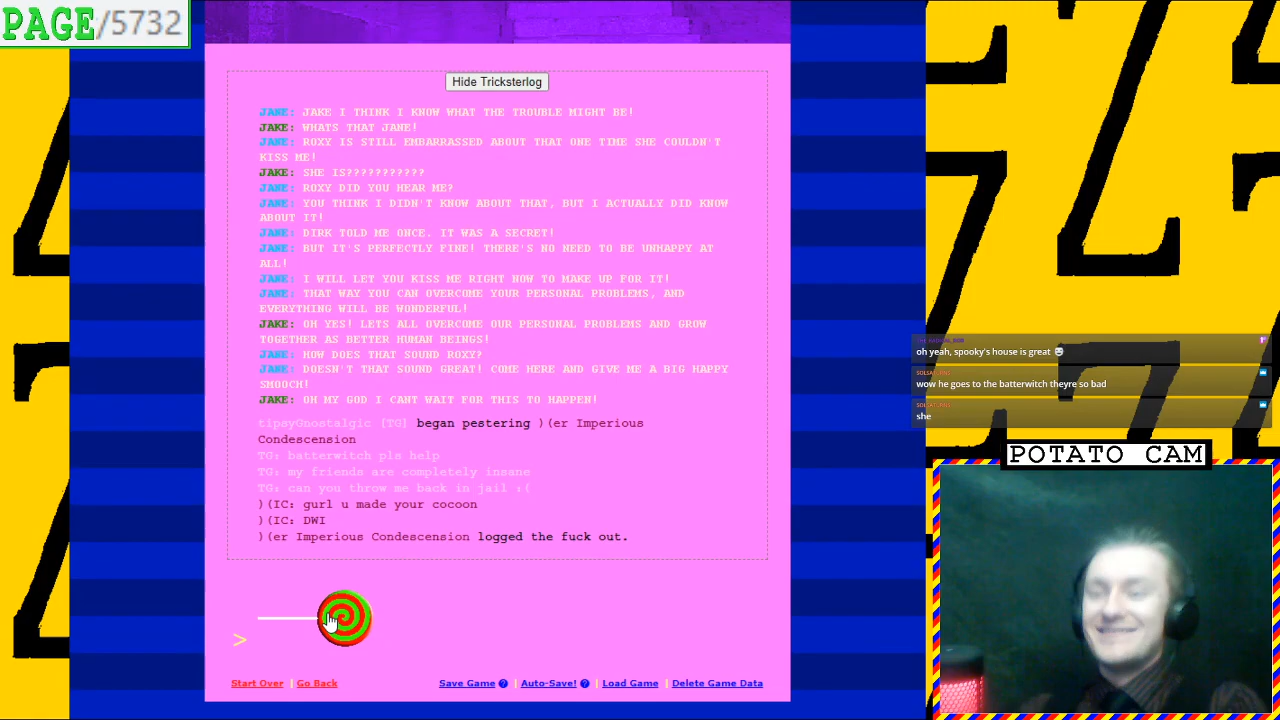 PAGE/5732
Hide Tricksterlog
JANE: JAKE I THINK I KNOW WHAT THE TROUBLE MIGHT BE!
JAKE: WHATS THAT JANE!
JANE: ROXY IS STILL EMBARRASSED ABOUT THAT ONE TIME SHE COULDN'T
KISS ME!
JAKE: SHE IS???????????
JANE: ROXY DID YOU HEAR ME?
JANE: YOU THINK I DIDN'T KNOW ABOUT THAT, BUT I ACTUALLY DID KNOW
ABOUT IT!
JANE: DIRK TOLD ME ONCE. IT WAS A SECRET!
JANE: BUT IT'S PERFECTLY FINE! THERE'S NO NEED TO BE UNHAPPY AT
ALL!
JANE: I WILL LET YOU KISS ME RIGHT NOW TO MAKE UP FOR IT!
JANE: THAT WAY YOU CAN OVERCOME YOUR PERSONAL PROBLEMS, AND
EVERYTHING WILL BE WONDERFUL!
JAKE: OH YES! LETS ALL OVERCOME OUR PERSONAL PROBLEMS AND GROW
TOGETHER AS BETTER HUMAN BEINGS!
JANE: HOW DOES THAT SOUND ROXY?
JANE: DOESN'T THAT SOUND GREAT! COME HERE AND GIVE ME A BIG HAPPY
SMOOCH!
JAKE: OH MY GOD I CANT WAIT FOR THIS TO HAPPEN!
tipsyGnostalgic [TG] began pestering )(er Imperious
Condescension
TG: batterwitch pls help
TG: my friends are completely insane
TG: can you throw me back in jail :(
)(IC: gurl u made your cocoon
)(IC: DWI
)(er Imperious Condescension logged the fuck out.
>
Start Over | Go Back
Save Game ? | Auto-Save! ? | Load Game | Delete Game Data
oh yeah, spooky's house is great
wow he goes to the batterwitch theyre so bad
she
POTATO CAM